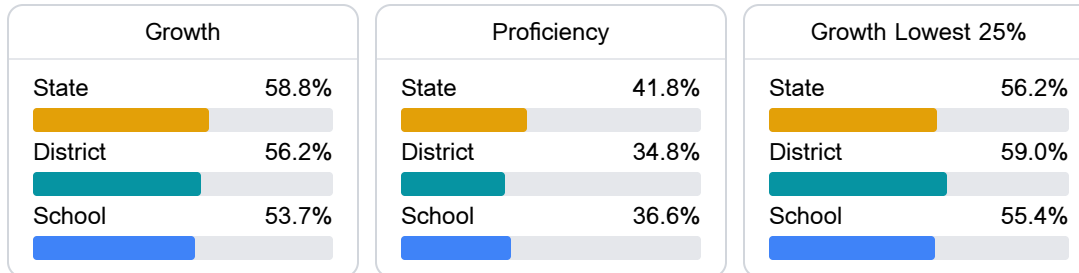 Growth
State 58.8%
District 56.2%
School 53.7%
Proficiency
State 41.8%
District 34.8%
School 36.6%
Growth Lowest 25%
State 56.2%
District 59.0%
School 55.4%